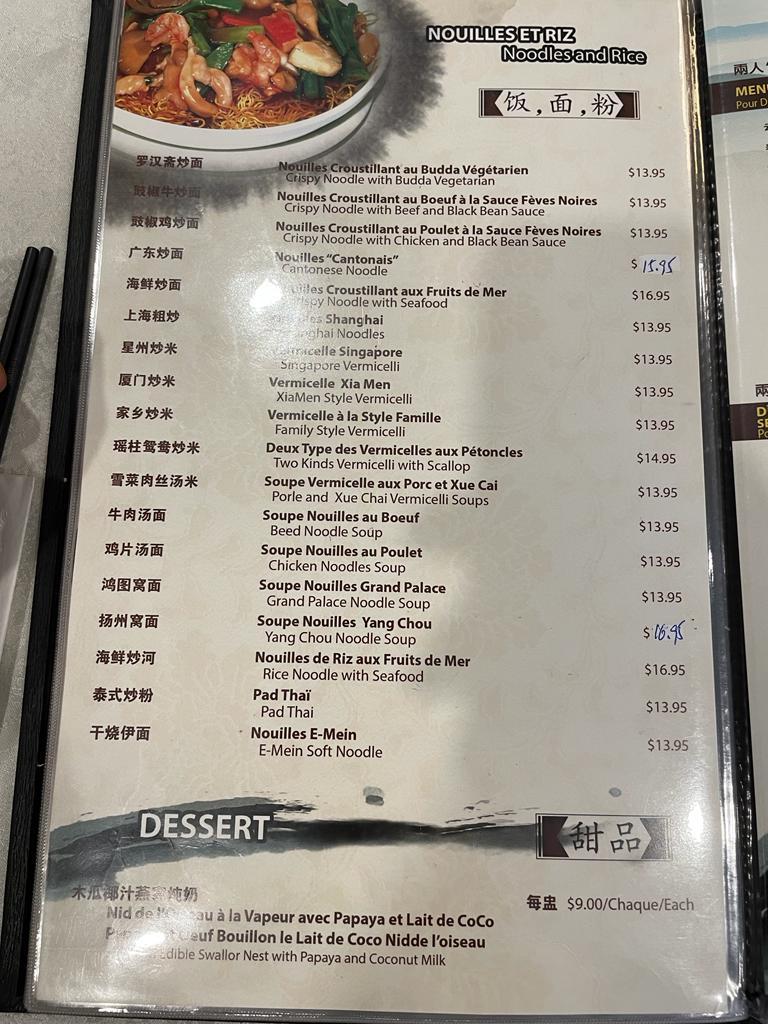 NOUILLES ET RIZ
Noodles and Rice
饭,面,粉
罗汉斋炒面 Nouilles Croustillant au Budda Végétarien $13.95
Crispy Noodle with Budda Vegetarian
豉椒牛炒面 Nouilles Croustillant au Boeuf à la Sauce Fèves Noires $13.95
Crispy Noodle with Beef and Black Bean Sauce
豉椒鸡炒面 Nouilles Croustillant au Poulet à la Sauce Fèves Noires $13.95
Crispy Noodle with Chicken and Black Bean Sauce
广东炒面 Nouilles "Cantonais" $ 15.95
Cantonese Noodle
海鲜炒面 Nouilles Croustillant aux Fruits de Mer $16.95
Crispy Noodle with Seafood
上海粗炒 Nouilles Shanghai $13.95
Shanghai Noodles
星州炒米 Vermicelle Singapore $13.95
Singapore Vermicelli
厦门炒米 Vermicelle Xia Men $13.95
XiaMen Style Vermicelli
家乡炒米 Vermicelle à la Style Famille $13.95
Family Style Vermicelli
瑶柱鸳鸯炒米 Deux Type des Vermicelles aux Pétoncles $14.95
Two Kinds Vermicelli with Scallop
雪菜肉丝汤米 Soupe Vermicelle aux Porc et Xue Cai $13.95
Porle and Xue Chai Vermicelli Soups
牛肉汤面 Soupe Nouilles au Boeuf $13.95
Beed Noodle Soup
鸡片汤面 Soupe Nouilles au Poulet $13.95
Chicken Noodles Soup
鸿图窝面 Soupe Nouilles Grand Palace $13.95
Grand Palace Noodle Soup
扬州窝面 Soupe Nouilles Yang Chou $ 16.95
Yang Chou Noodle Soup
海鲜炒河 Nouilles de Riz aux Fruits de Mer $16.95
Rice Noodle with Seafood
泰式炒粉 Pad Thaï $13.95
Pad Thai
干烧伊面 Nouilles E-Mein $13.95
E-Mein Soft Noodle
DESSERT
甜品
木瓜椰汁燕窝炖奶
每盅 $9.00/Chaque/Each
Nid de l'Oiseau à la Vapeur avec Papaya et Lait de CoCo
Oeuf Bouillon le Lait de Coco Nidde l'oiseau
Edible Swallor Nest with Papaya and Coconut Milk
兩人
MENU
Pour D